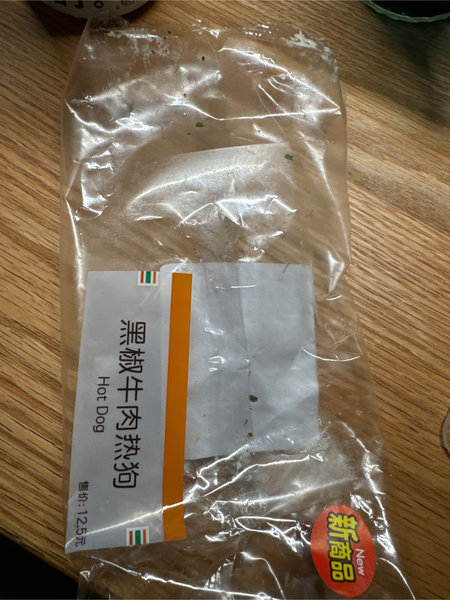 黑椒牛肉热狗
Hot Dog
售价: 12.5元
New
新商品